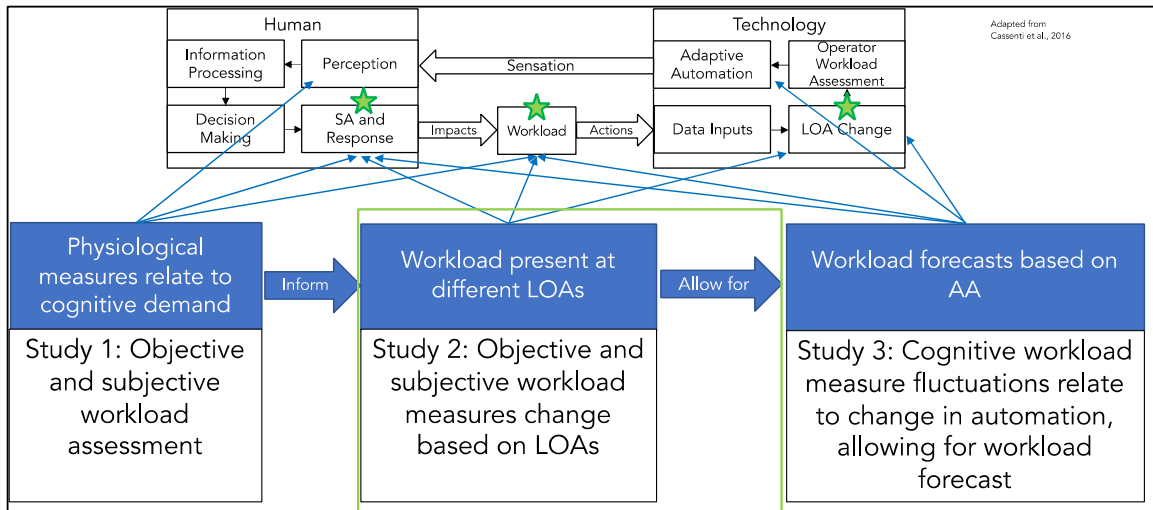 Human
Technology
Adapted from
Cassenti et al., 2016
Information
Processing
Perception
Sensation
Adaptive
Automation
Operator
Workload
Assessment
Decision
Making
SA and
Response
Impacts
Workload
Actions
Data Inputs
LOA Change
Physiological
measures relate to
cognitive demand
Inform
Workload present at
different LOAs
Allow for
Workload forecasts based on
AA
Study 1: Objective
and subjective
workload
assessment
Study 2: Objective and
subjective workload
measures change
based on LOAs
Study 3: Cognitive workload
measure fluctuations relate
to change in automation,
allowing for workload
forecast